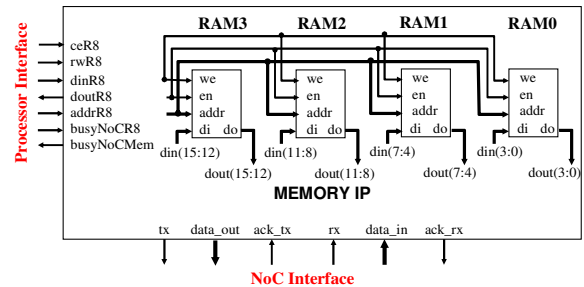 RAM3 RAM2 RAM1 RAM0
Processor Interface
ceR8
rwR8
dinR8
doutR8
addrR8
busyNoCR8
busyNoCMem
we
en
addr
di do
we
en
addr
di do
we
en
addr
di do
we
en
addr
di do
din(15:12) din(11:8) din(7:4) din(3:0)
dout(15:12) dout(11:8) dout(7:4) dout(3:0)
MEMORY IP
tx data_out ack_tx rx data_in ack_rx
NoC Interface